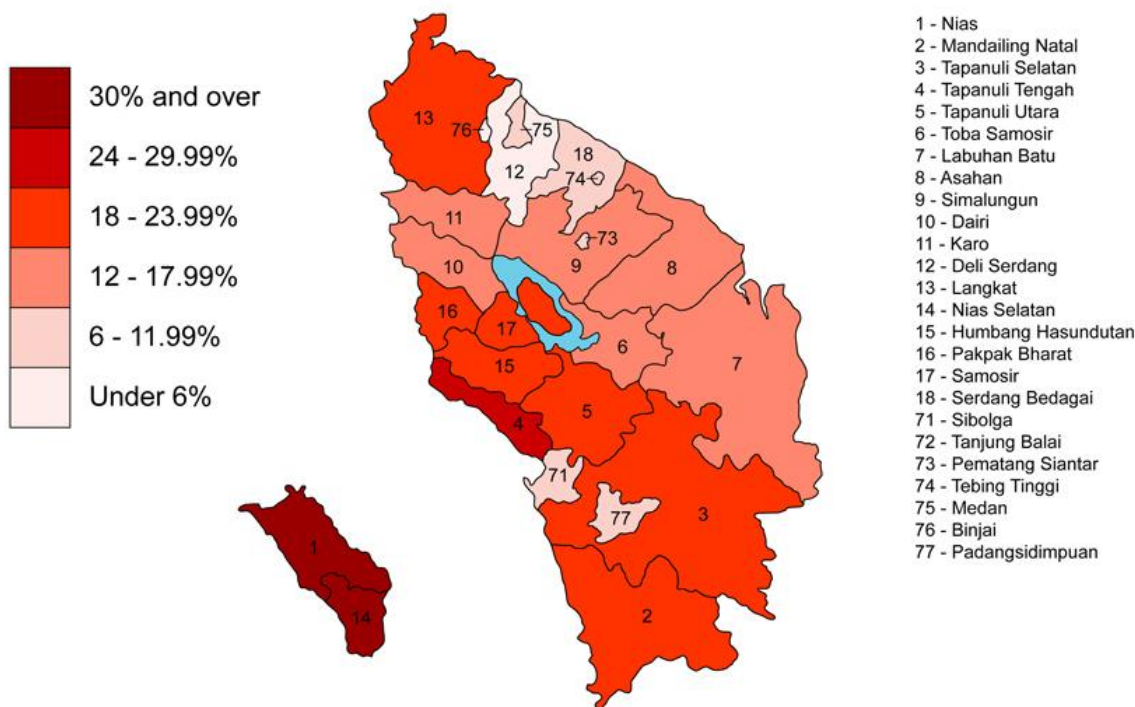 30% and over
24 - 29.99%
18 - 23.99%
12 - 17.99%
6 - 11.99%
Under 6%
13
76
75
12
18
74
11
73
9
8
10
16
17
6
7
15
5
4
71
77
3
1
14
2
1 - Nias
2 - Mandailing Natal
3 - Tapanuli Selatan
4 - Tapanuli Tengah
5 - Tapanuli Utara
6 - Toba Samosir
7 - Labuhan Batu
8 - Asahan
9 - Simalungun
10 - Dairi
11 - Karo
12 - Deli Serdang
13 - Langkat
14 - Nias Selatan
15 - Humbang Hasundutan
16 - Pakpak Bharat
17 - Samosir
18 - Serdang Bedagai
71 - Sibolga
72 - Tanjung Balai
73 - Pematang Siantar
74 - Tebing Tinggi
75 - Medan
76 - Binjai
77 - Padangsidimpuan